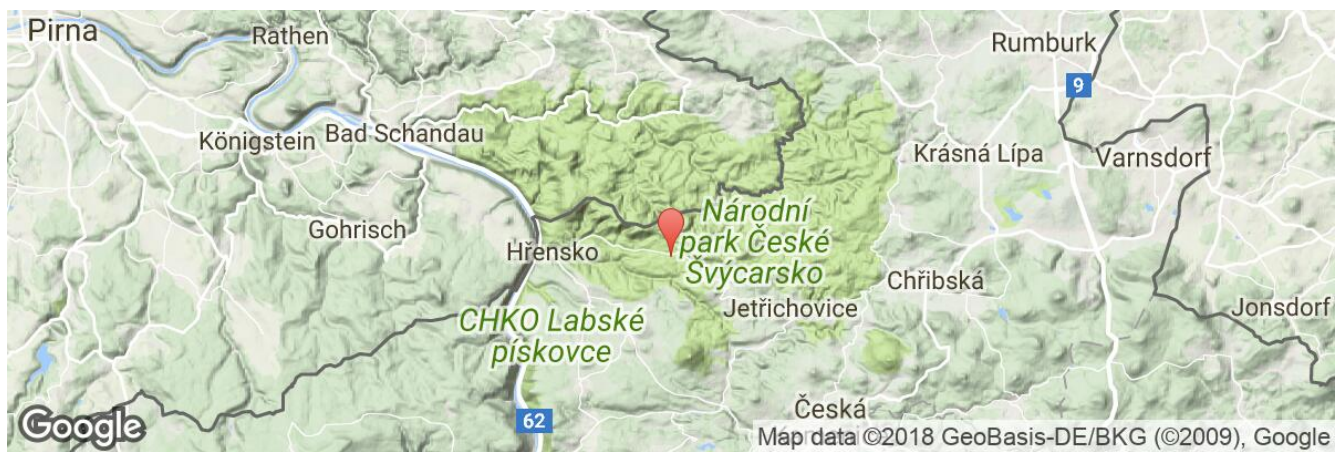 Pirna
Rathen
Rumburk
9
Königstein
Bad Schandau
Krásná Lípa
Varnsdorf
Gohrisch
Hřensko
Národní
park České
Švýcarsko
Chřibská
Jetřichovice
Jonsdorf
CHKO Labské
pískovce
62
Česká
Google
Map data ©2018 GeoBasis-DE/BKG (©2009), Google